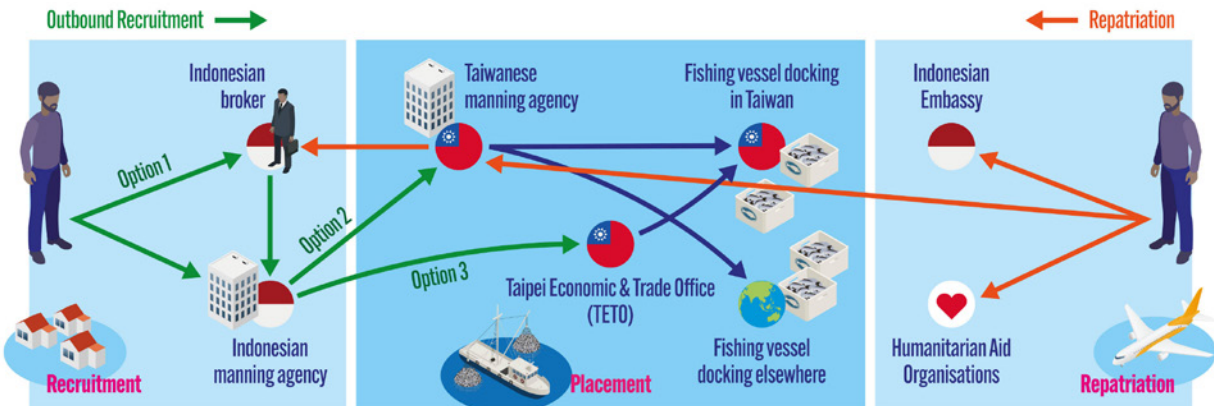 Outbound Recruitment
Repatriation
Indonesian
broker
Taiwanese
manning agency
Fishing vessel docking
in Taiwan
Indonesian
Embassy
Option 1
Option 2
Option 3
Taipei Economic & Trade Office
(TETO)
Indonesian
manning agency
Fishing vessel
docking elsewhere
Humanitarian Aid
Organisations
Recruitment
Placement
Repatriation